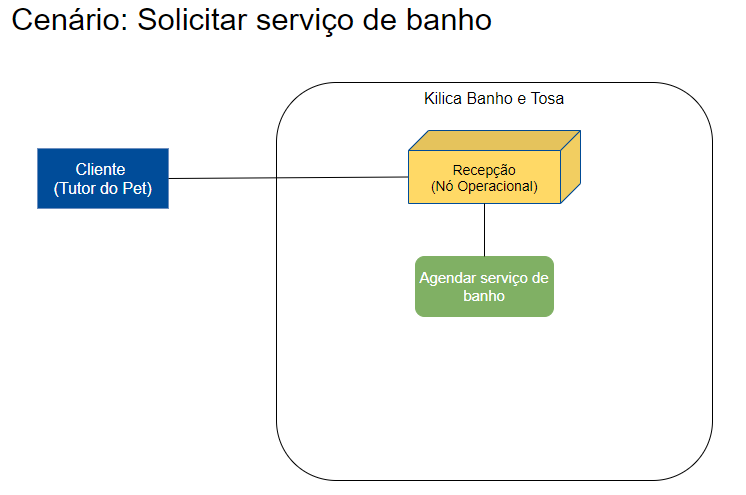 Cenário: Solicitar serviço de banho
Kilica Banho e Tosa
Cliente
(Tutor do Pet)
Recepção
(Nó Operacional)
Agendar serviço de
banho